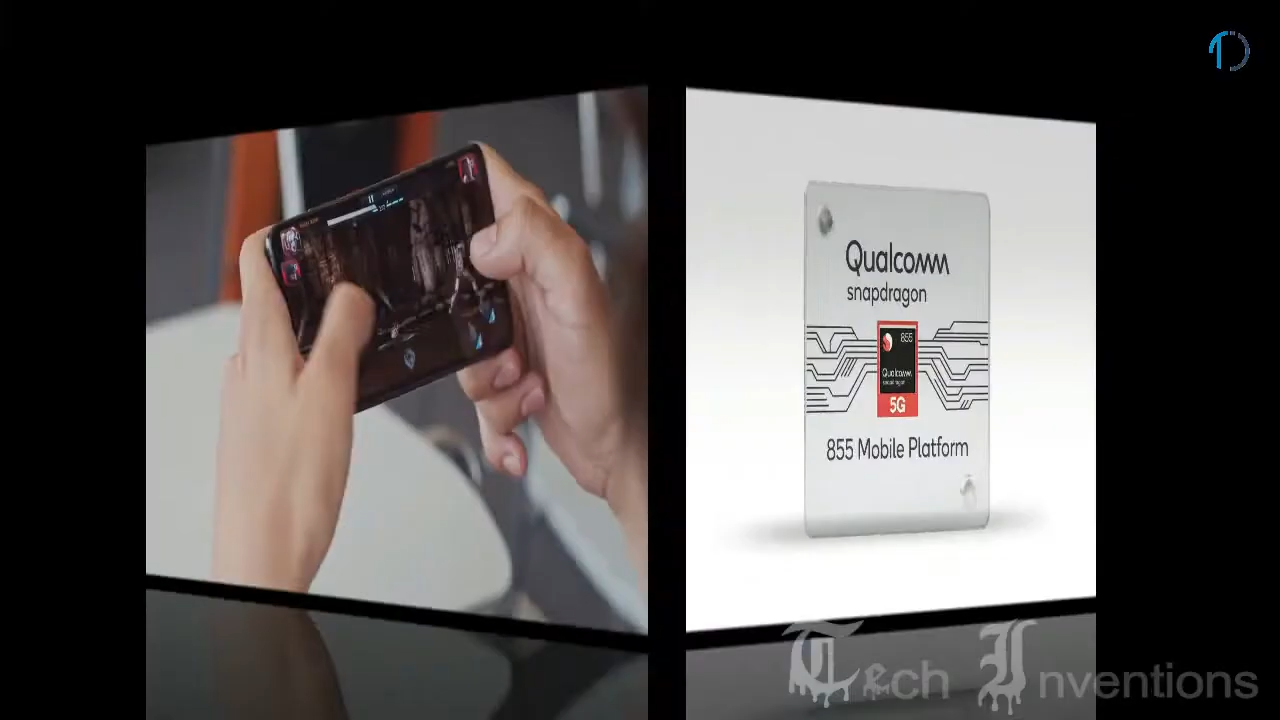 Qualcomm
snapdragon
855
Qualcomm
snapdragon
5G
855 Mobile Platform
Tech Inventions